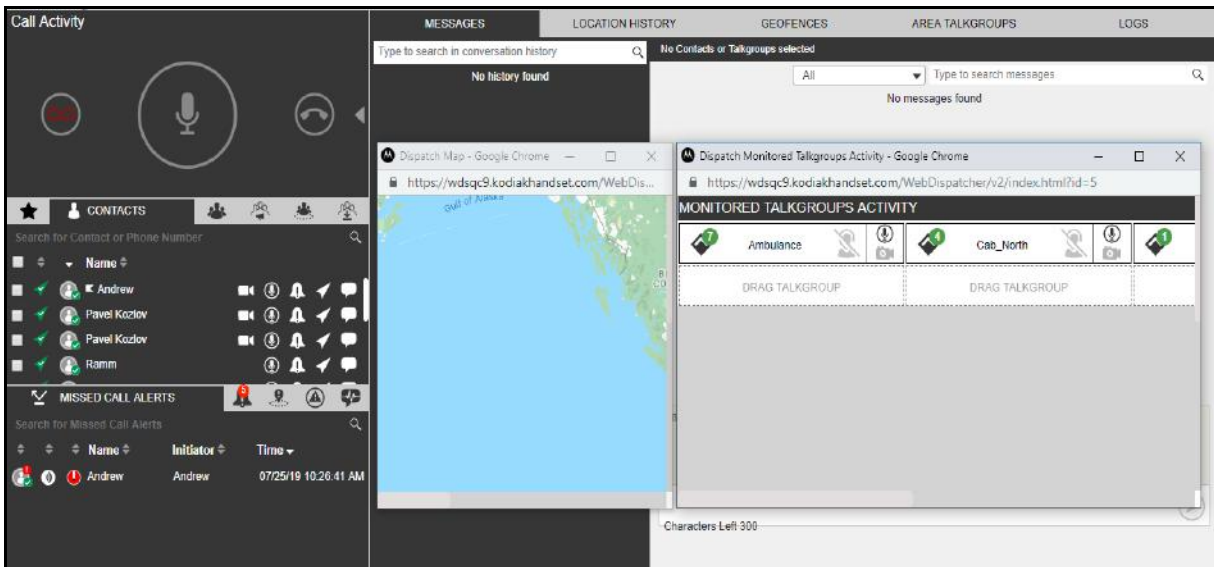 Call Activity
MESSAGES
LOCATION HISTORY
GEOFENCES
AREA TALKGROUPS
LOGS
Type to search in conversation history
No history found
No Contacts or Talkgroups selected
All
Type to search messages
No messages found
CONTACTS
Search for Contact or Phone Number
Name
Andrew
Pavel Kozlov
Pavel Kozlov
Ramm
MISSED CALL ALERTS
5
Search for Missed Call Alerts
Name Initiator Time
Andrew Andrew 07/25/19 10:26:41 AM
Dispatch Map - Google Chrome
https://wdsqc9.kodiakhandset.com/WebDis...
Gulf of Alaska
Dispatch Monitored Talkgroups Activity - Google Chrome
https://wdsqc9.kodiakhandset.com/WebDispatcher/v2/index.html?id=5
MONITORED TALKGROUPS ACTIVITY
7 Ambulance 4 Cab_North 1
DRAG TALKGROUP DRAG TALKGROUP
Characters Left 300